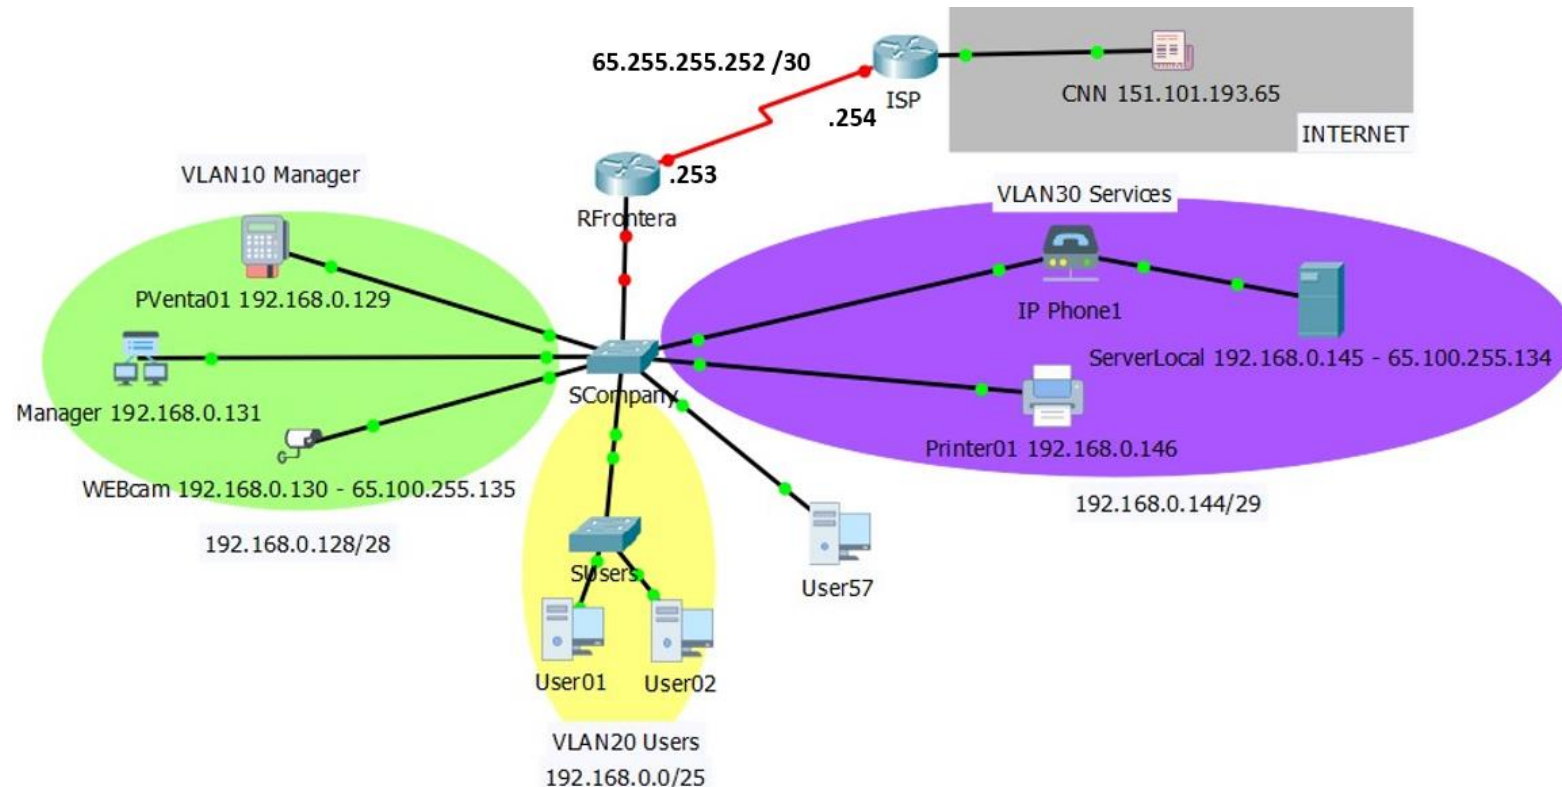 65.255.255.252 /30
ISP
.254
CNN 151.101.193.65
INTERNET
VLAN10 Manager
.253
RFrontera
VLAN30 Services
PVenta01 192.168.0.129
IP Phone1
ServerLocal 192.168.0.145 - 65.100.255.134
SCompany
Manager 192.168.0.131
Printer01 192.168.0.146
WEBcam 192.168.0.130 - 65.100.255.135
192.168.0.144/29
192.168.0.128/28
SUsers
User57
User01
User02
VLAN20 Users
192.168.0.0/25